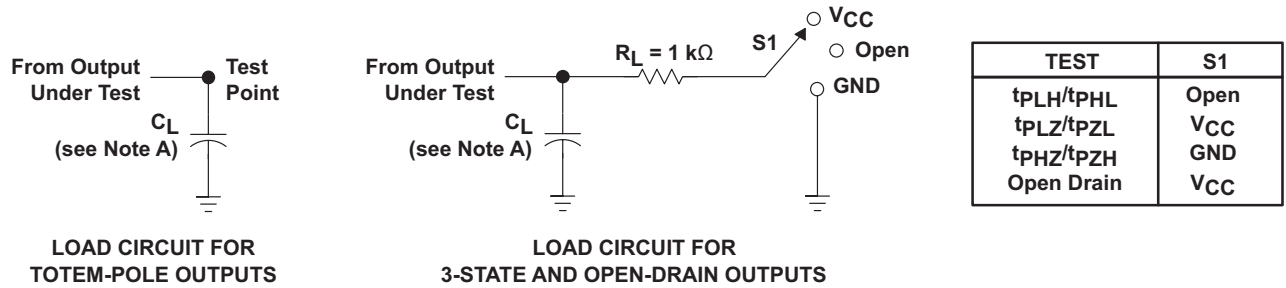 From Output
Under Test
Test
Point
CL
(see Note A)
LOAD CIRCUIT FOR
TOTEM-POLE OUTPUTS
From Output
Under Test
RL = 1 kΩ
S1
VCC
Open
GND
CL
(see Note A)
LOAD CIRCUIT FOR
3-STATE AND OPEN-DRAIN OUTPUTS
TEST S1
tPLH/tPHL Open
tPLZ/tPZL VCC
tPHZ/tPZH GND
Open Drain VCC